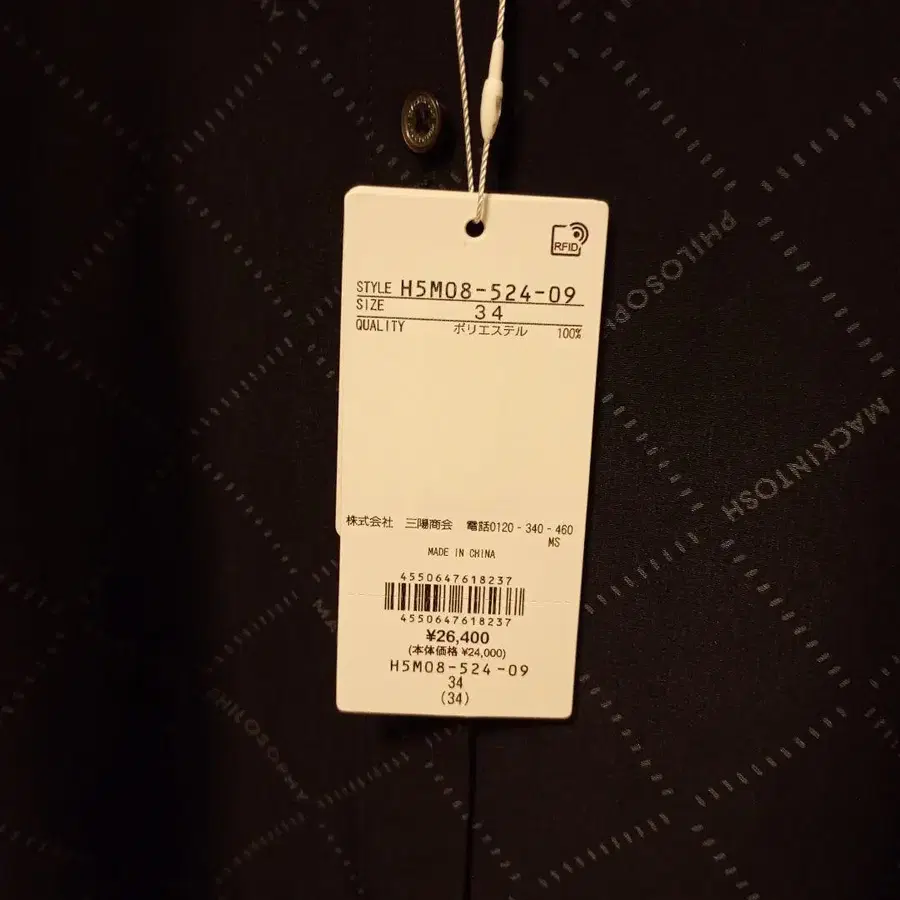 RFID
STYLE H5M08-524-09
SIZE 34
QUALITY ポリエステル 100%
株式会社 三陽商会 電話0120-340-460
MS
MADE IN CHINA
4550647618237
4550647618237
¥26,400
(本体価格 ¥24,000)
H5M08-524-09
34
(34)
PHILOSOPHY
PHILOSOPH
MACKINTOSH
MA
PHILOSOPHY